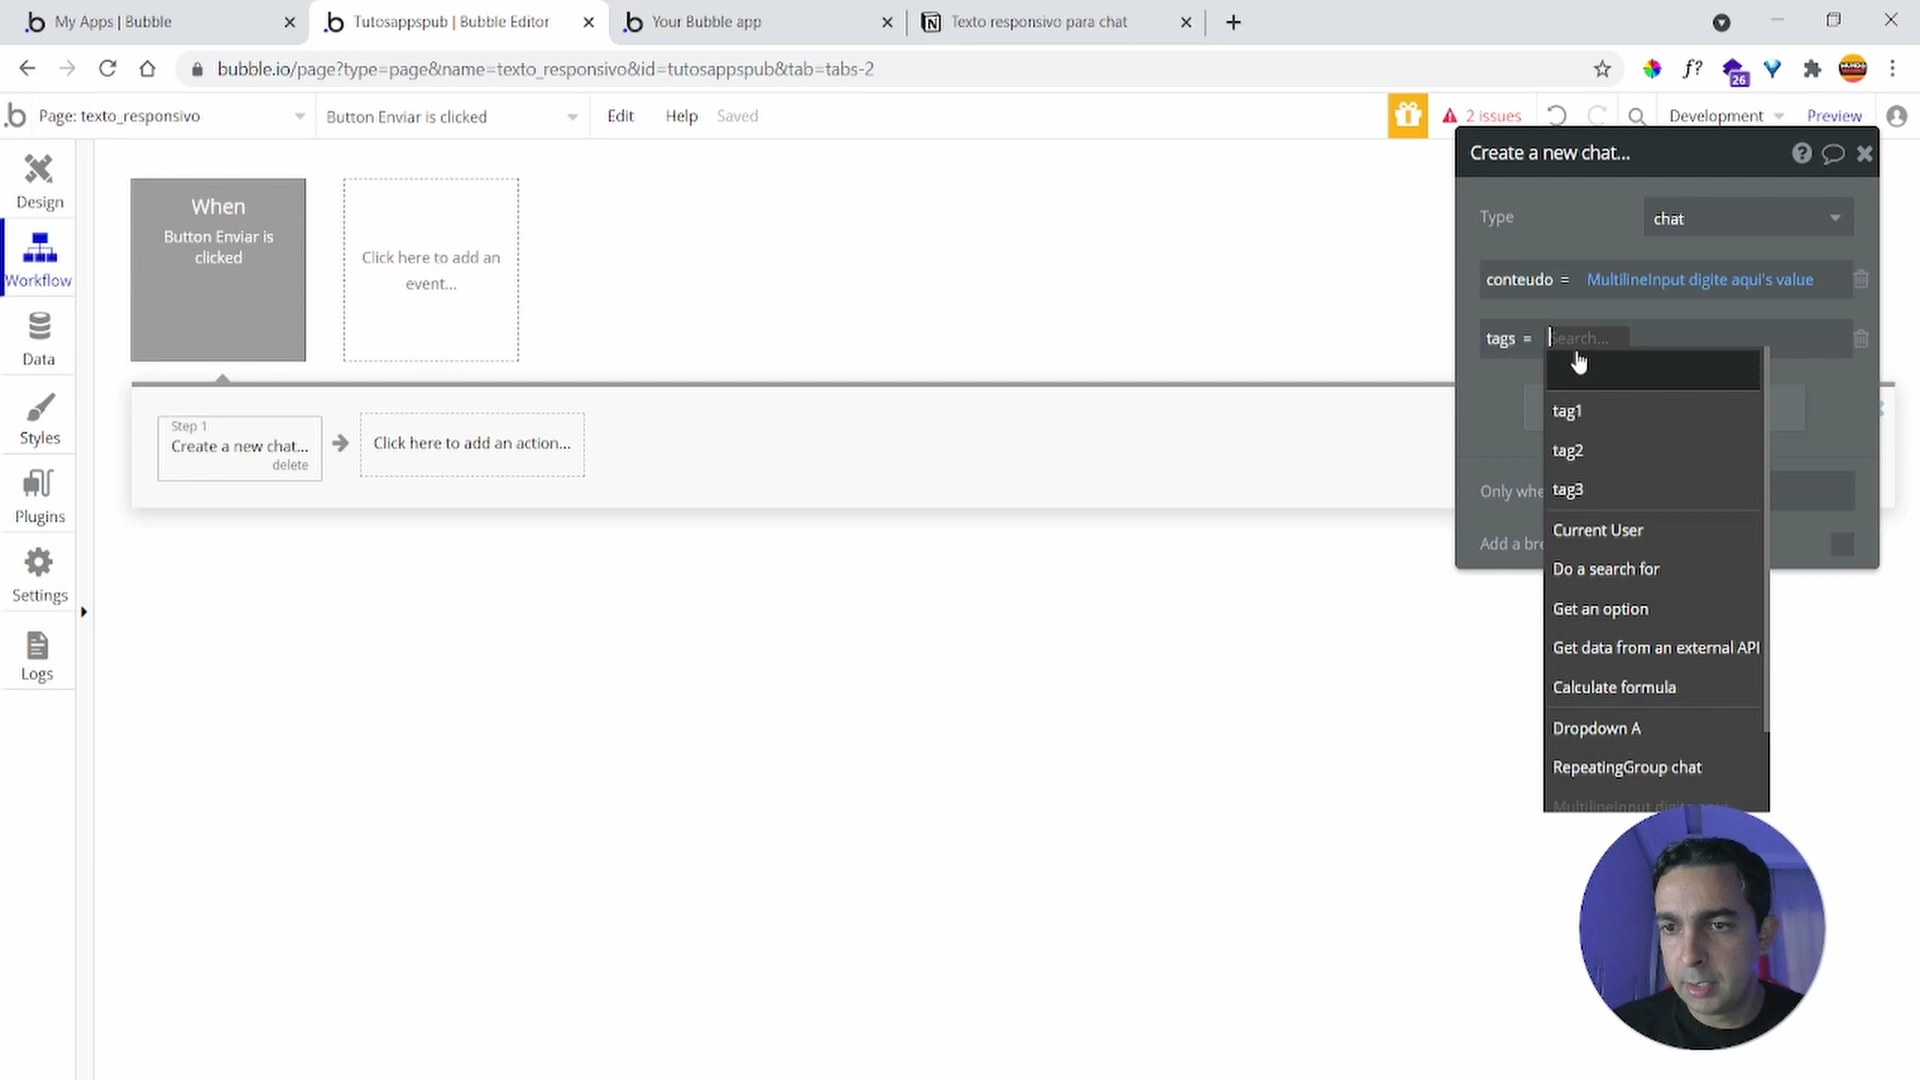 My Apps | Bubble
Tutosappspub | Bubble Editor
Your Bubble app
Texto responsivo para chat
bubble.io/page?type=page&name=texto_responsivo&id=tutosappspub&tab=tabs-2
f?
26
Page: texto_responsivo
Button Enviar is clicked
Edit
Help
Saved
2 issues
Development
Preview
Design
Workflow
Data
Styles
Plugins
Settings
Logs
When
Button Enviar is
clicked
Click here to add an
event...
Step 1
Create a new chat...
delete
Click here to add an action...
Create a new chat...
Type
chat
conteudo =
MultilineInput digite aqui's value
tags =
Search...
tag1
tag2
tag3
Current User
Do a search for
Get an option
Get data from an external API
Calculate formula
Dropdown A
RepeatingGroup chat
MultilineInput digite aqui
Only whe
Add a bre